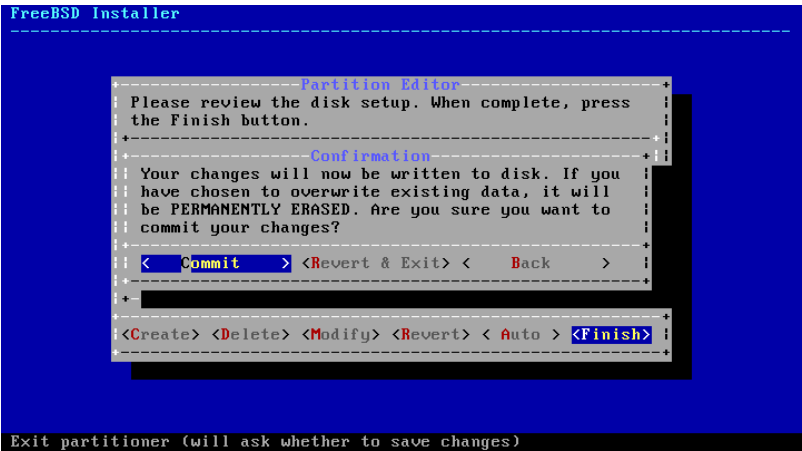 FreeBSD Installer
Partition Editor
Please review the disk setup. When complete, press
the Finish button.
Confirmation
Your changes will now be written to disk. If you
have chosen to overwrite existing data, it will
be PERMANENTLY ERASED. Are you sure you want to
commit your changes?
< Commit > <Revert & Exit> < Back >
<Create> <Delete> <Modify> <Revert> < Auto > <Finish>
Exit partitioner (will ask whether to save changes)